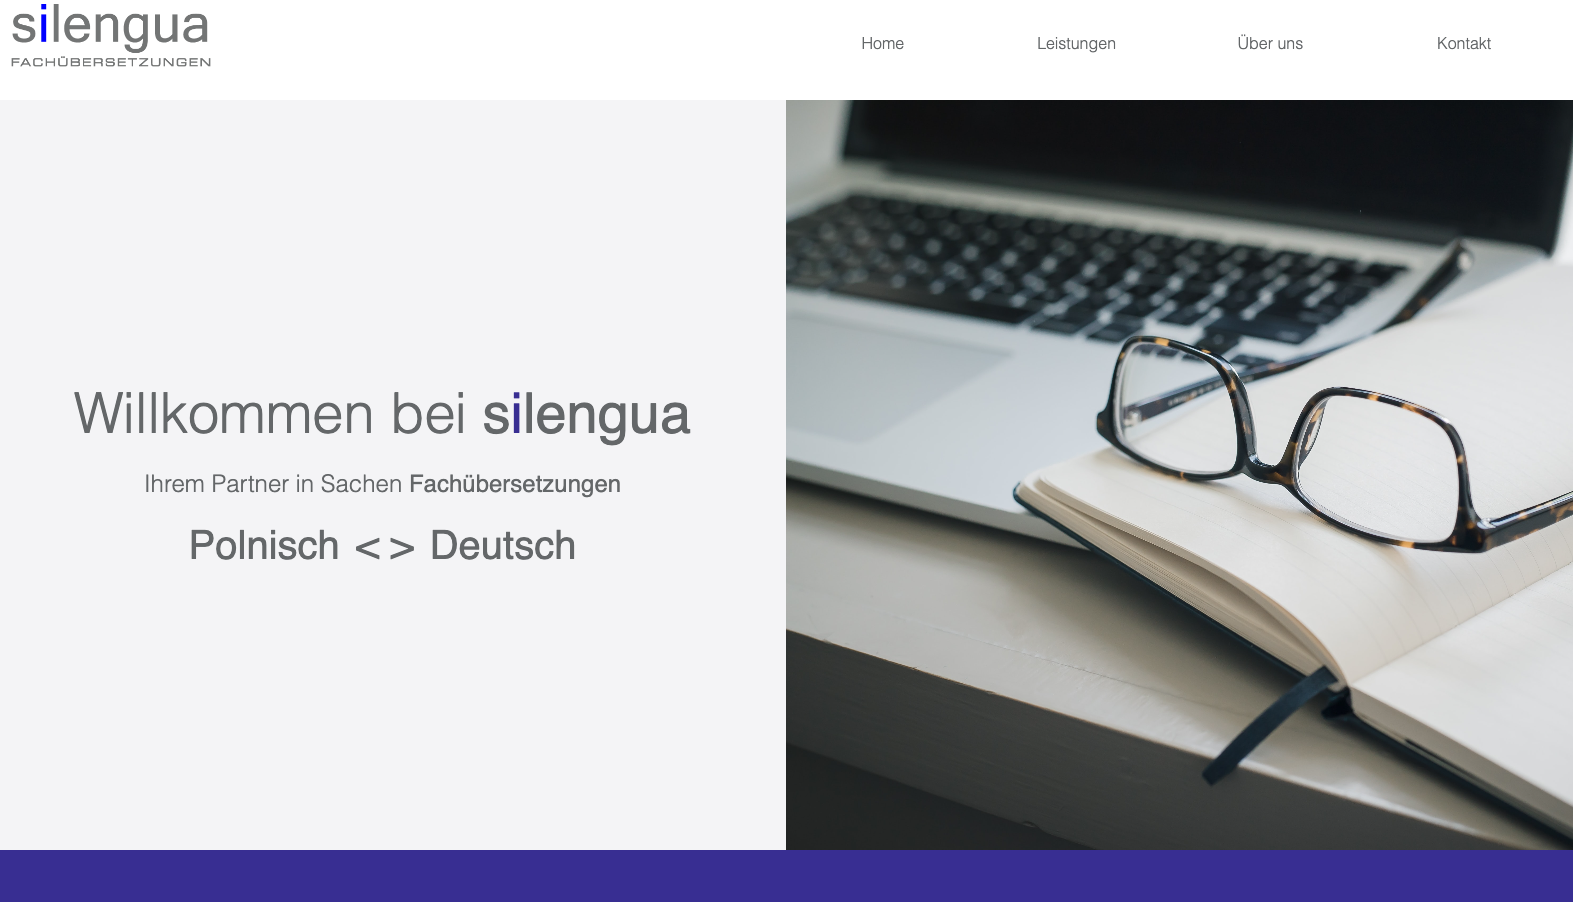 silengua
FACHÜBERSETZUNGEN
Home
Leistungen
Über uns
Kontakt
Willkommen bei silengua
Ihrem Partner in Sachen Fachübersetzungen
Polnisch <> Deutsch